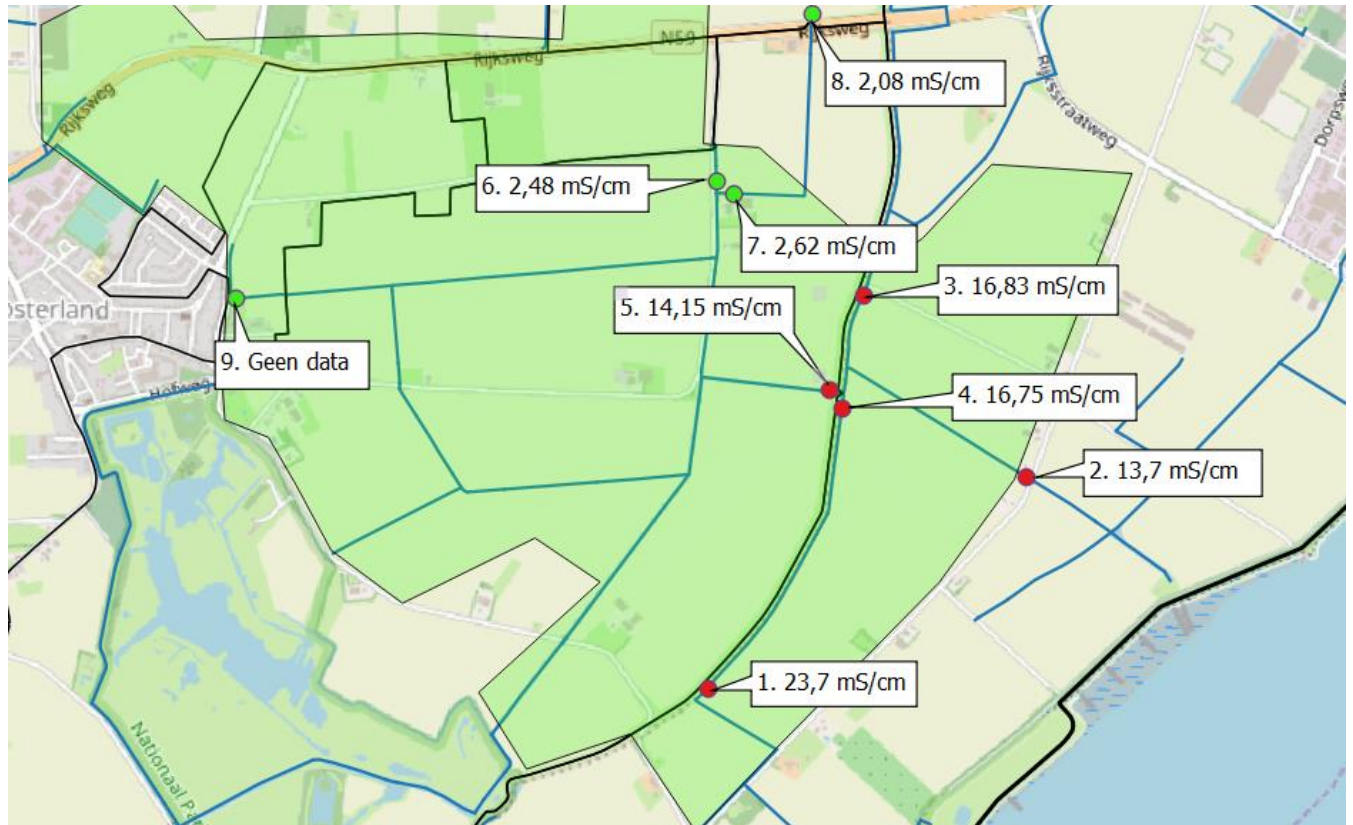 N59
Rijksweg
Rijksweg
Rijksweg
8. 2,08 mS/cm
Rijksstraatweg
Dorpsw
6. 2,48 mS/cm
7. 2,62 mS/cm
3. 16,83 mS/cm
5. 14,15 mS/cm
osterland
9. Geen data
Hofweg
4. 16,75 mS/cm
2. 13,7 mS/cm
1. 23,7 mS/cm
Nationaal Par